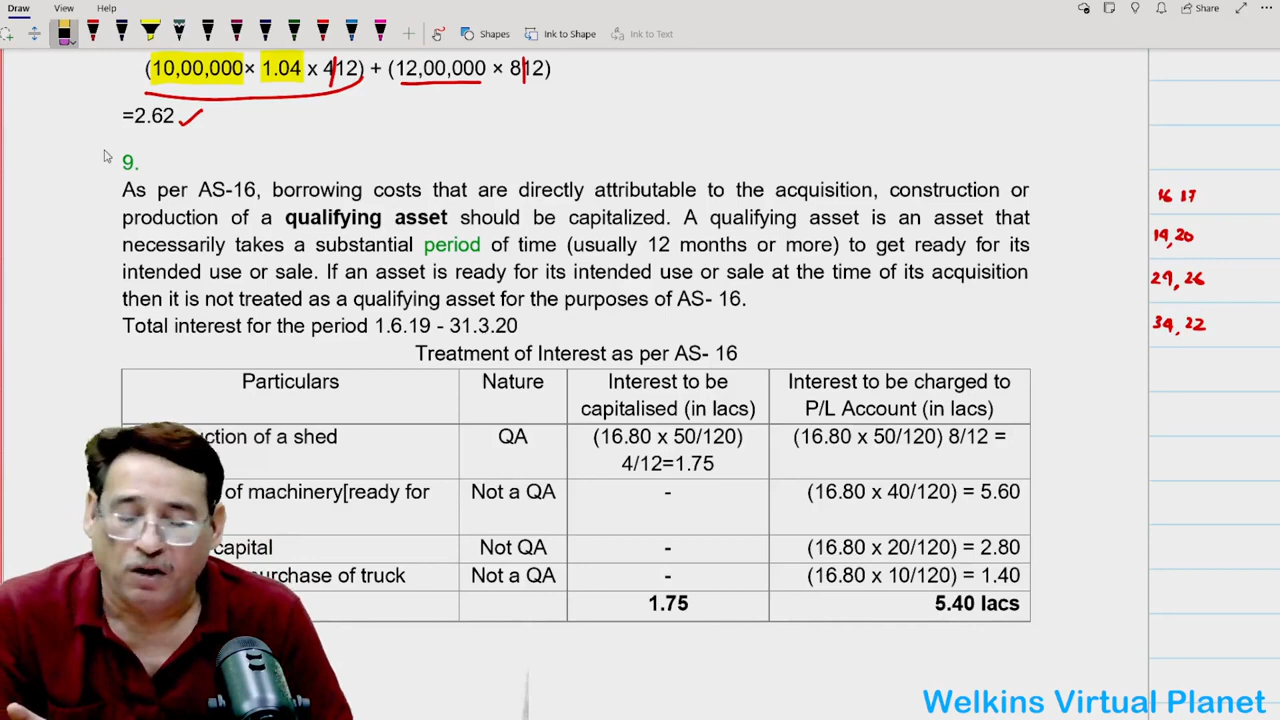 Draw View Help
Shapes Ink to Shape Ink to Text Share
(10,00,000× 1.04 x 412) + (12,00,000 × 812)
=2.62
9.
As per AS-16, borrowing costs that are directly attributable to the acquisition, construction or
production of a qualifying asset should be capitalized. A qualifying asset is an asset that
necessarily takes a substantial period of time (usually 12 months or more) to get ready for its
intended use or sale. If an asset is ready for its intended use or sale at the time of its acquisition
then it is not treated as a qualifying asset for the purposes of AS- 16.
Total interest for the period 1.6.19 - 31.3.20
Treatment of Interest as per AS- 16
Particulars Nature Interest to be Interest to be charged to
capitalised (in lacs) P/L Account (in lacs)
of a shed QA (16.80 x 50/120) (16.80 x 50/120) 8/12 =
4/12=1.75
of machinery[ready for Not a QA - (16.80 x 40/120) = 5.60
capital Not QA - (16.80 x 20/120) = 2.80
purchase of truck Not a QA - (16.80 x 10/120) = 1.40
1.75 5.40 lacs
16 17
19,20
34, 22
Welkins Virtual Planet